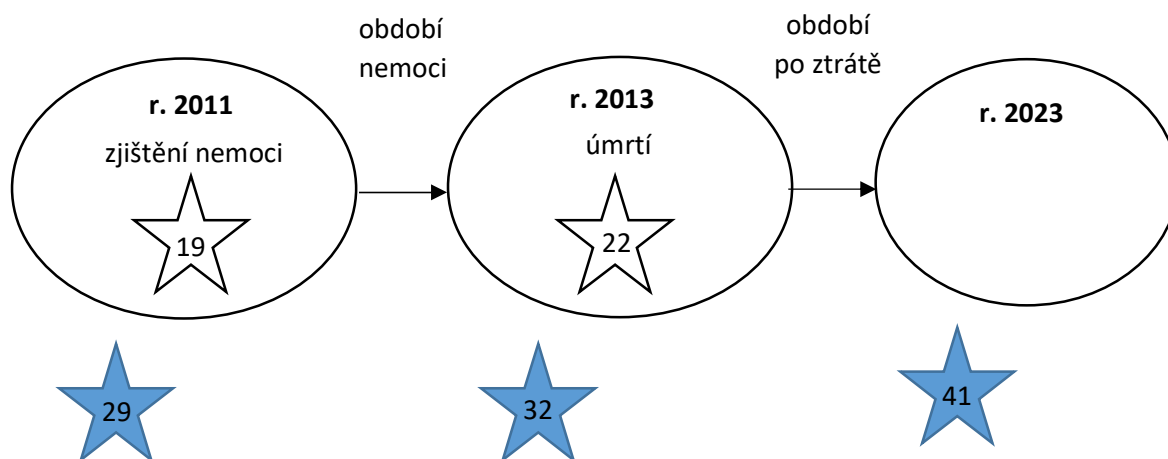 období
nemoci
období
po ztrátě
r. 2011
zjištění nemoci
19
r. 2013
úmrtí
22
r. 2023
29
32
41